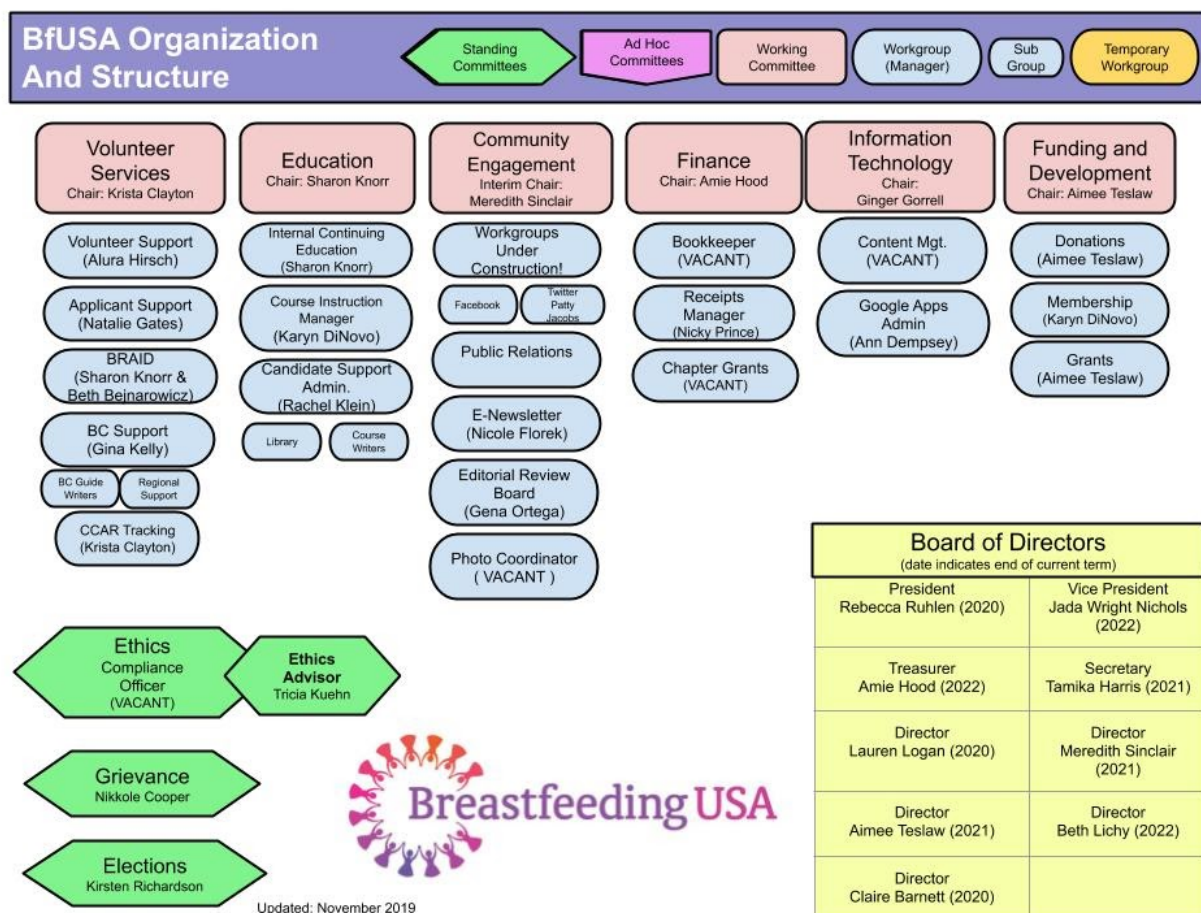 BfUSA Organization
And Structure
Standing
Committees
Ad Hoc
Committees
Working
Committee
Workgroup
(Manager)
Sub
Group
Temporary
Workgroup
Volunteer
Services
Chair: Krista Clayton
Volunteer Support
(Alura Hirsch)
Applicant Support
(Natalie Gates)
BRAID
(Sharon Knorr &
Beth Bejnarowicz)
BC Support
(Gina Kelly)
BC Guide
Writers
Regional
Support
CCAR Tracking
(Krista Clayton)
Education
Chair: Sharon Knorr
Internal Continuing
Education
(Sharon Knorr)
Course Instruction
Manager
(Karyn DiNovo)
Candidate Support
Admin.
(Rachel Klein)
Library
Course
Writers
Community
Engagement
Interim Chair:
Meredith Sinclair
Workgroups
Under
Construction!
Facebook
Twitter
Patty
Jacobs
Public Relations
E-Newsletter
(Nicole Florek)
Editorial Review
Board
(Gena Ortega)
Photo Coordinator
( VACANT )
Finance
Chair: Amie Hood
Bookkeeper
(VACANT)
Receipts
Manager
(Nicky Prince)
Chapter Grants
(VACANT)
Information
Technology
Chair:
Ginger Gorrell
Content Mgt.
(VACANT)
Google Apps
Admin
(Ann Dempsey)
Funding and
Development
Chair: Aimee Teslaw
Donations
(Aimee Teslaw)
Membership
(Karyn DiNovo)
Grants
(Aimee Teslaw)
Ethics
Compliance
Officer
(VACANT)
Ethics
Advisor
Tricia Kuehn
Grievance
Nikkole Cooper
Elections
Kirsten Richardson
Breastfeeding USA
Updated: November 2019
Board of Directors
(date indicates end of current term)
President
Rebecca Ruhlen (2020)
Vice President
Jada Wright Nichols
(2022)
Treasurer
Amie Hood (2022)
Secretary
Tamika Harris (2021)
Director
Lauren Logan (2020)
Director
Meredith Sinclair
(2021)
Director
Aimee Teslaw (2021)
Director
Beth Lichy (2022)
Director
Claire Barnett (2020)